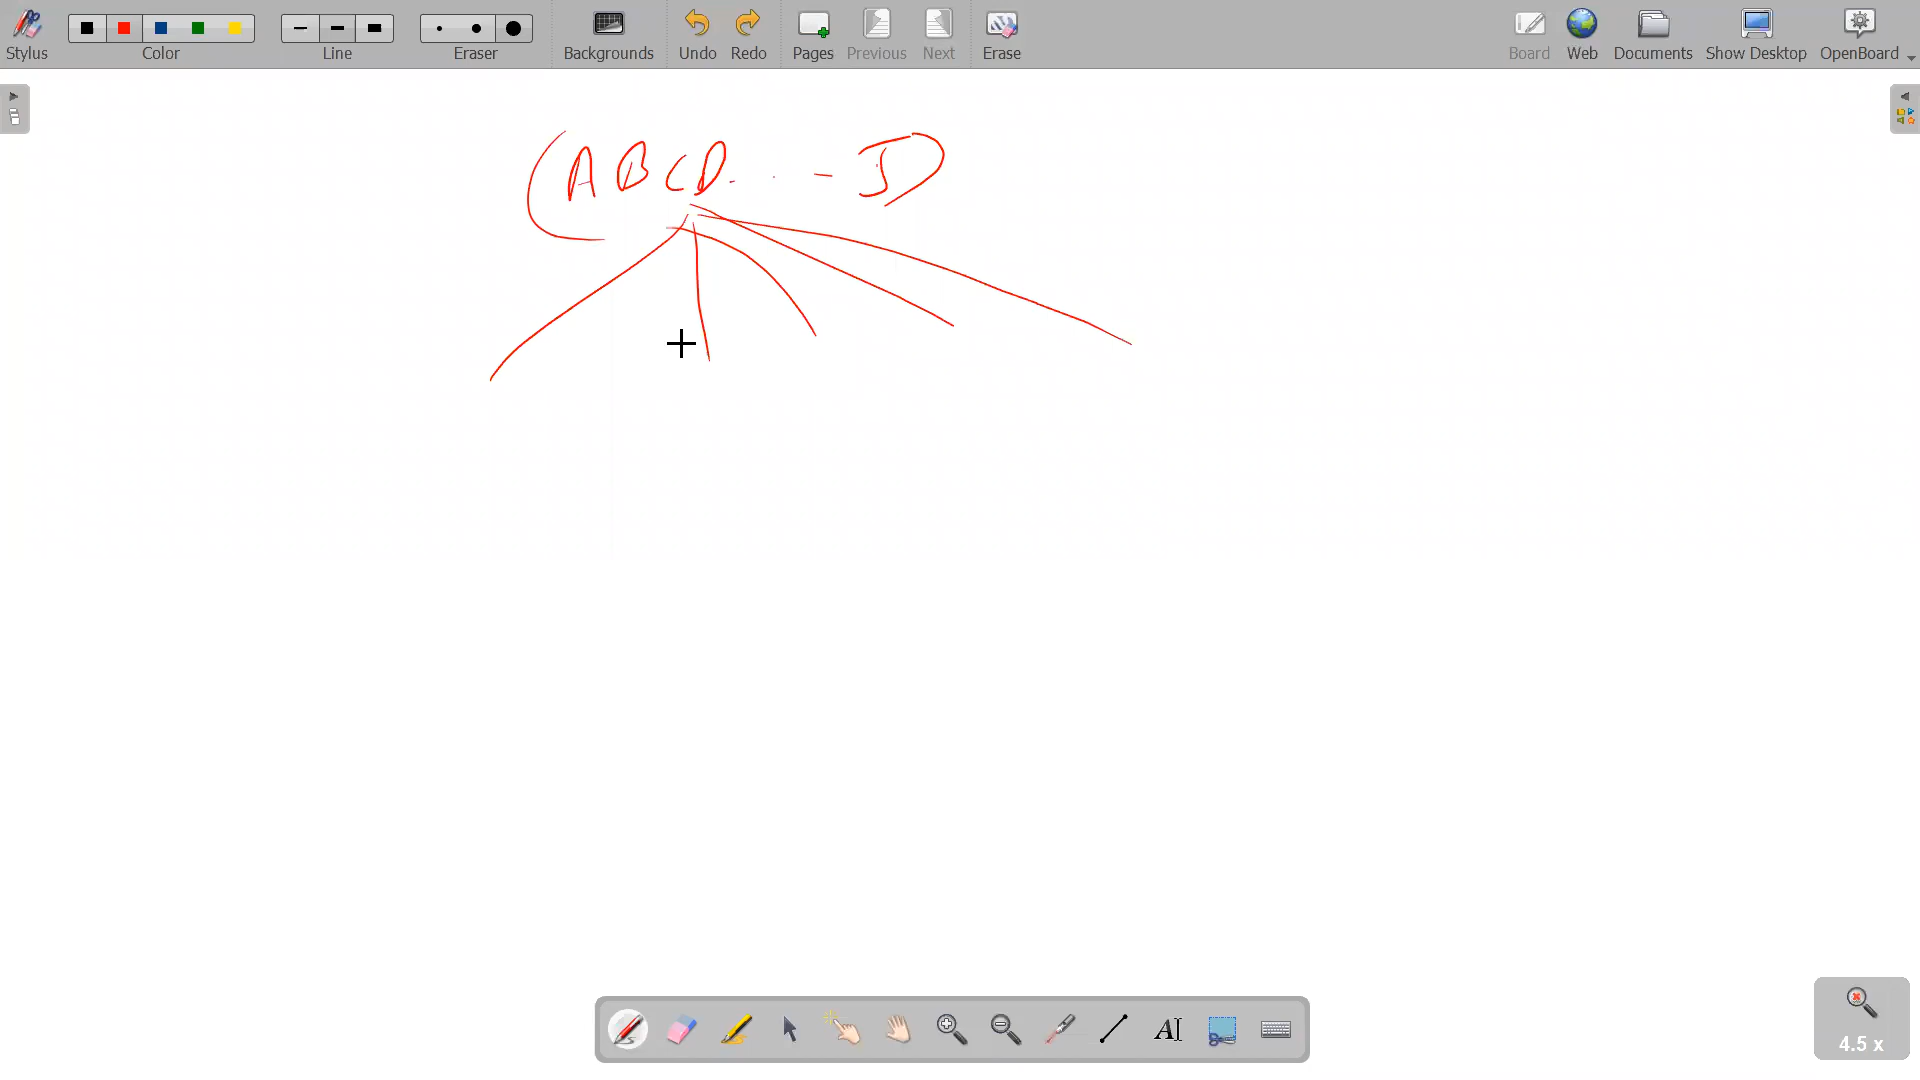 Stylus Color Line Eraser Backgrounds Undo Redo Pages Previous Next Erase Board Web Documents Show Desktop OpenBoard
(ABCD. . . - J)
AI
4.5 x